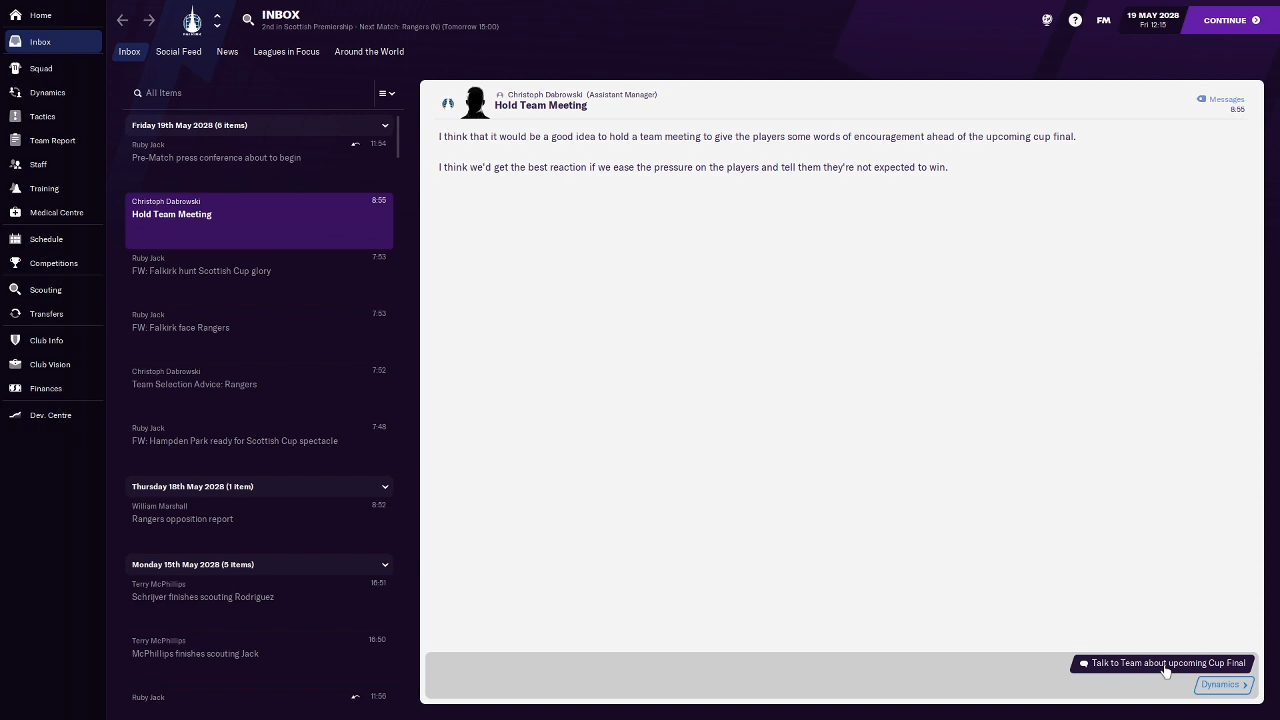 Home
Inbox
Squad
Dynamics
Tactics
Team Report
Staff
Training
Medical Centre
Schedule
Competitions
Scouting
Transfers
Club Info
Club Vision
Finances
Dev. Centre
FALKIRK
INBOX
2nd in Scottish Premiership - Next Match: Rangers (N) (Tomorrow 15:00)
?
FM
19 MAY 2028
Fri 12:15
CONTINUE
Inbox
Social Feed
News
Leagues in Focus
Around the World
All Items
Friday 19th May 2028 (6 items)
Ruby Jack
11:54
Pre-Match press conference about to begin
Christoph Dabrowski
8:55
Hold Team Meeting
Ruby Jack
7:53
FW: Falkirk hunt Scottish Cup glory
Ruby Jack
7:53
FW: Falkirk face Rangers
Christoph Dabrowski
7:52
Team Selection Advice: Rangers
Ruby Jack
7:48
FW: Hampden Park ready for Scottish Cup spectacle
Thursday 18th May 2028 (1 item)
William Marshall
8:52
Rangers opposition report
Monday 15th May 2028 (5 items)
Terry McPhillips
16:51
Schrijver finishes scouting Rodriguez
Terry McPhillips
16:50
McPhillips finishes scouting Jack
Ruby Jack
11:56
Christoph Dabrowski (Assistant Manager)
Hold Team Meeting
Messages
8:55
I think that it would be a good idea to hold a team meeting to give the players some words of encouragement ahead of the upcoming cup final.
I think we'd get the best reaction if we ease the pressure on the players and tell them they're not expected to win.
Talk to Team about upcoming Cup Final
Dynamics